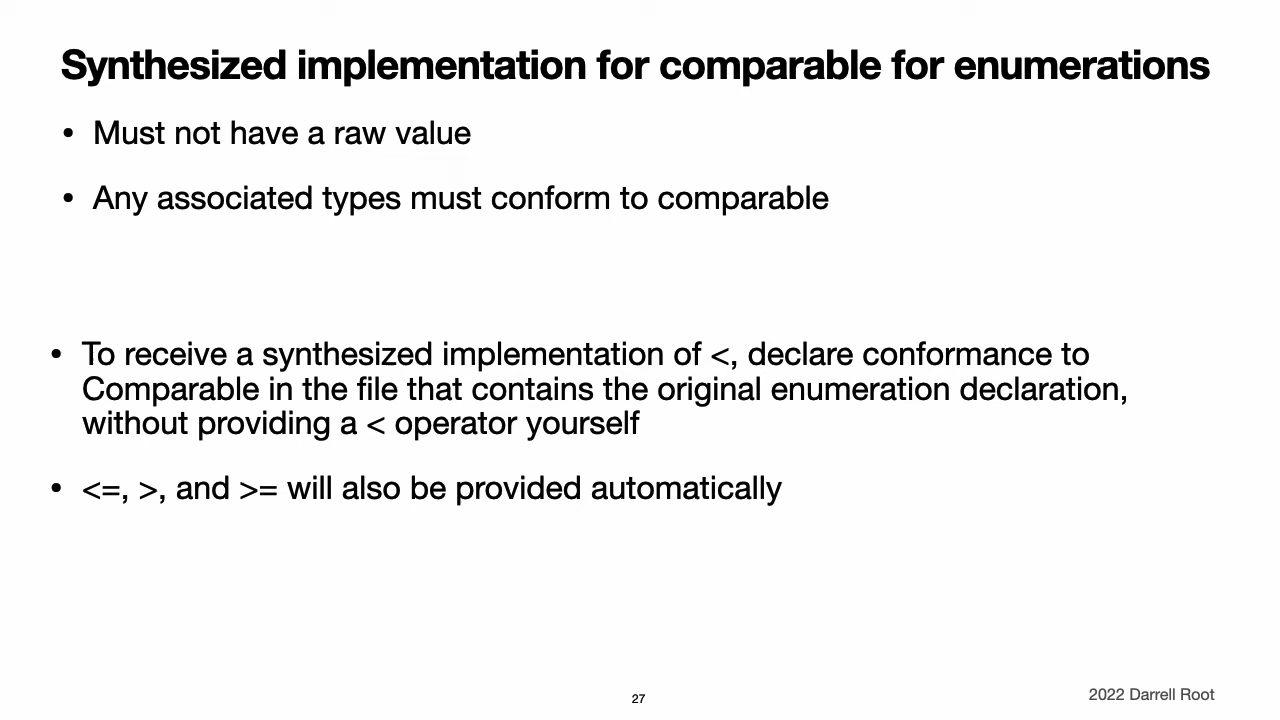 Synthesized implementation for comparable for enumerations
• Must not have a raw value
• Any associated types must conform to comparable
• To receive a synthesized implementation of <, declare conformance to
Comparable in the file that contains the original enumeration declaration,
without providing a < operator yourself
• <=, >, and >= will also be provided automatically
27
2022 Darrell Root